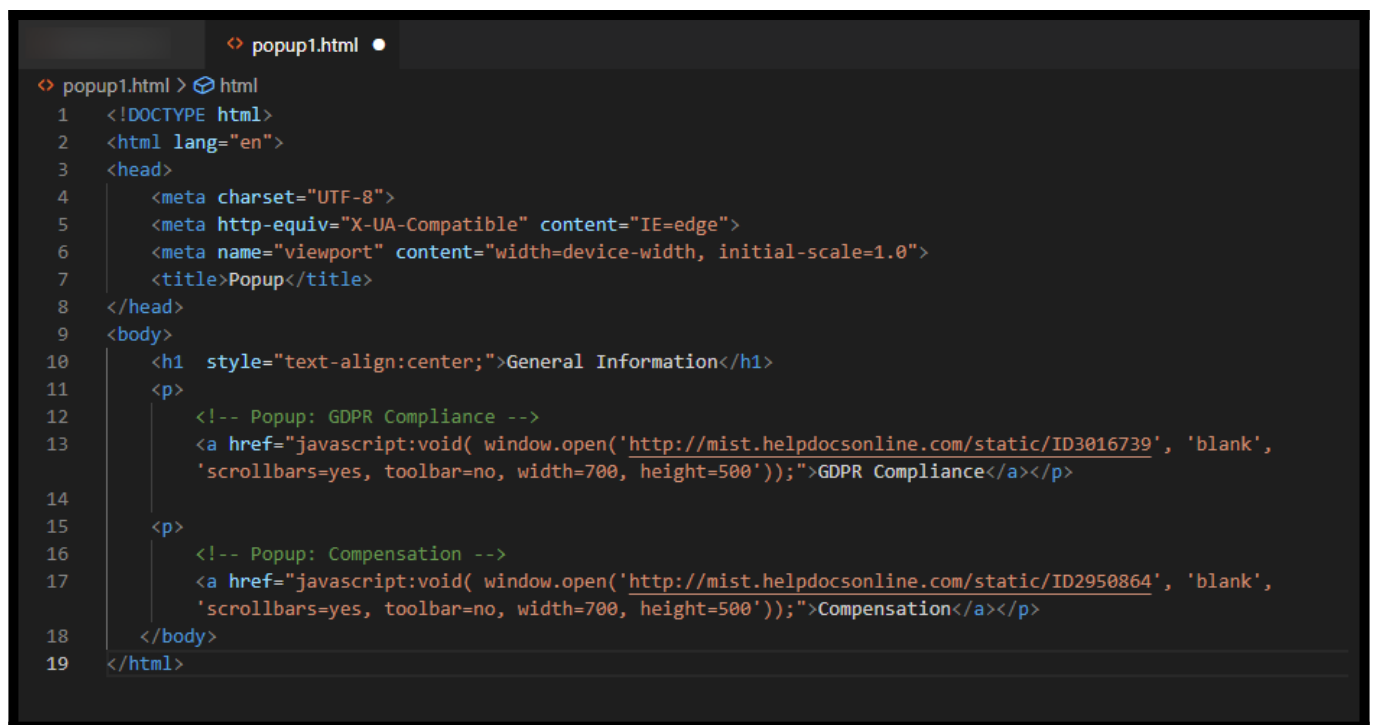 popup1.html
popup1.html > html
1 <!DOCTYPE html>
2 <html lang="en">
3 <head>
4 <meta charset="UTF-8">
5 <meta http-equiv="X-UA-Compatible" content="IE=edge">
6 <meta name="viewport" content="width=device-width, initial-scale=1.0">
7 <title>Popup</title>
8 </head>
9 <body>
10 <h1  style="text-align:center;">General Information</h1>
11 <p>
12 <!-- Popup: GDPR Compliance -->
13 <a href="javascript:void( window.open('http://mist.helpdocsonline.com/static/ID3016739', 'blank',
'scrollbars=yes, toolbar=no, width=700, height=500'));">GDPR Compliance</a></p>
14
15 <p>
16 <!-- Popup: Compensation -->
17 <a href="javascript:void( window.open('http://mist.helpdocsonline.com/static/ID2950864', 'blank',
'scrollbars=yes, toolbar=no, width=700, height=500'));">Compensation</a></p>
18 </body>
19 </html>